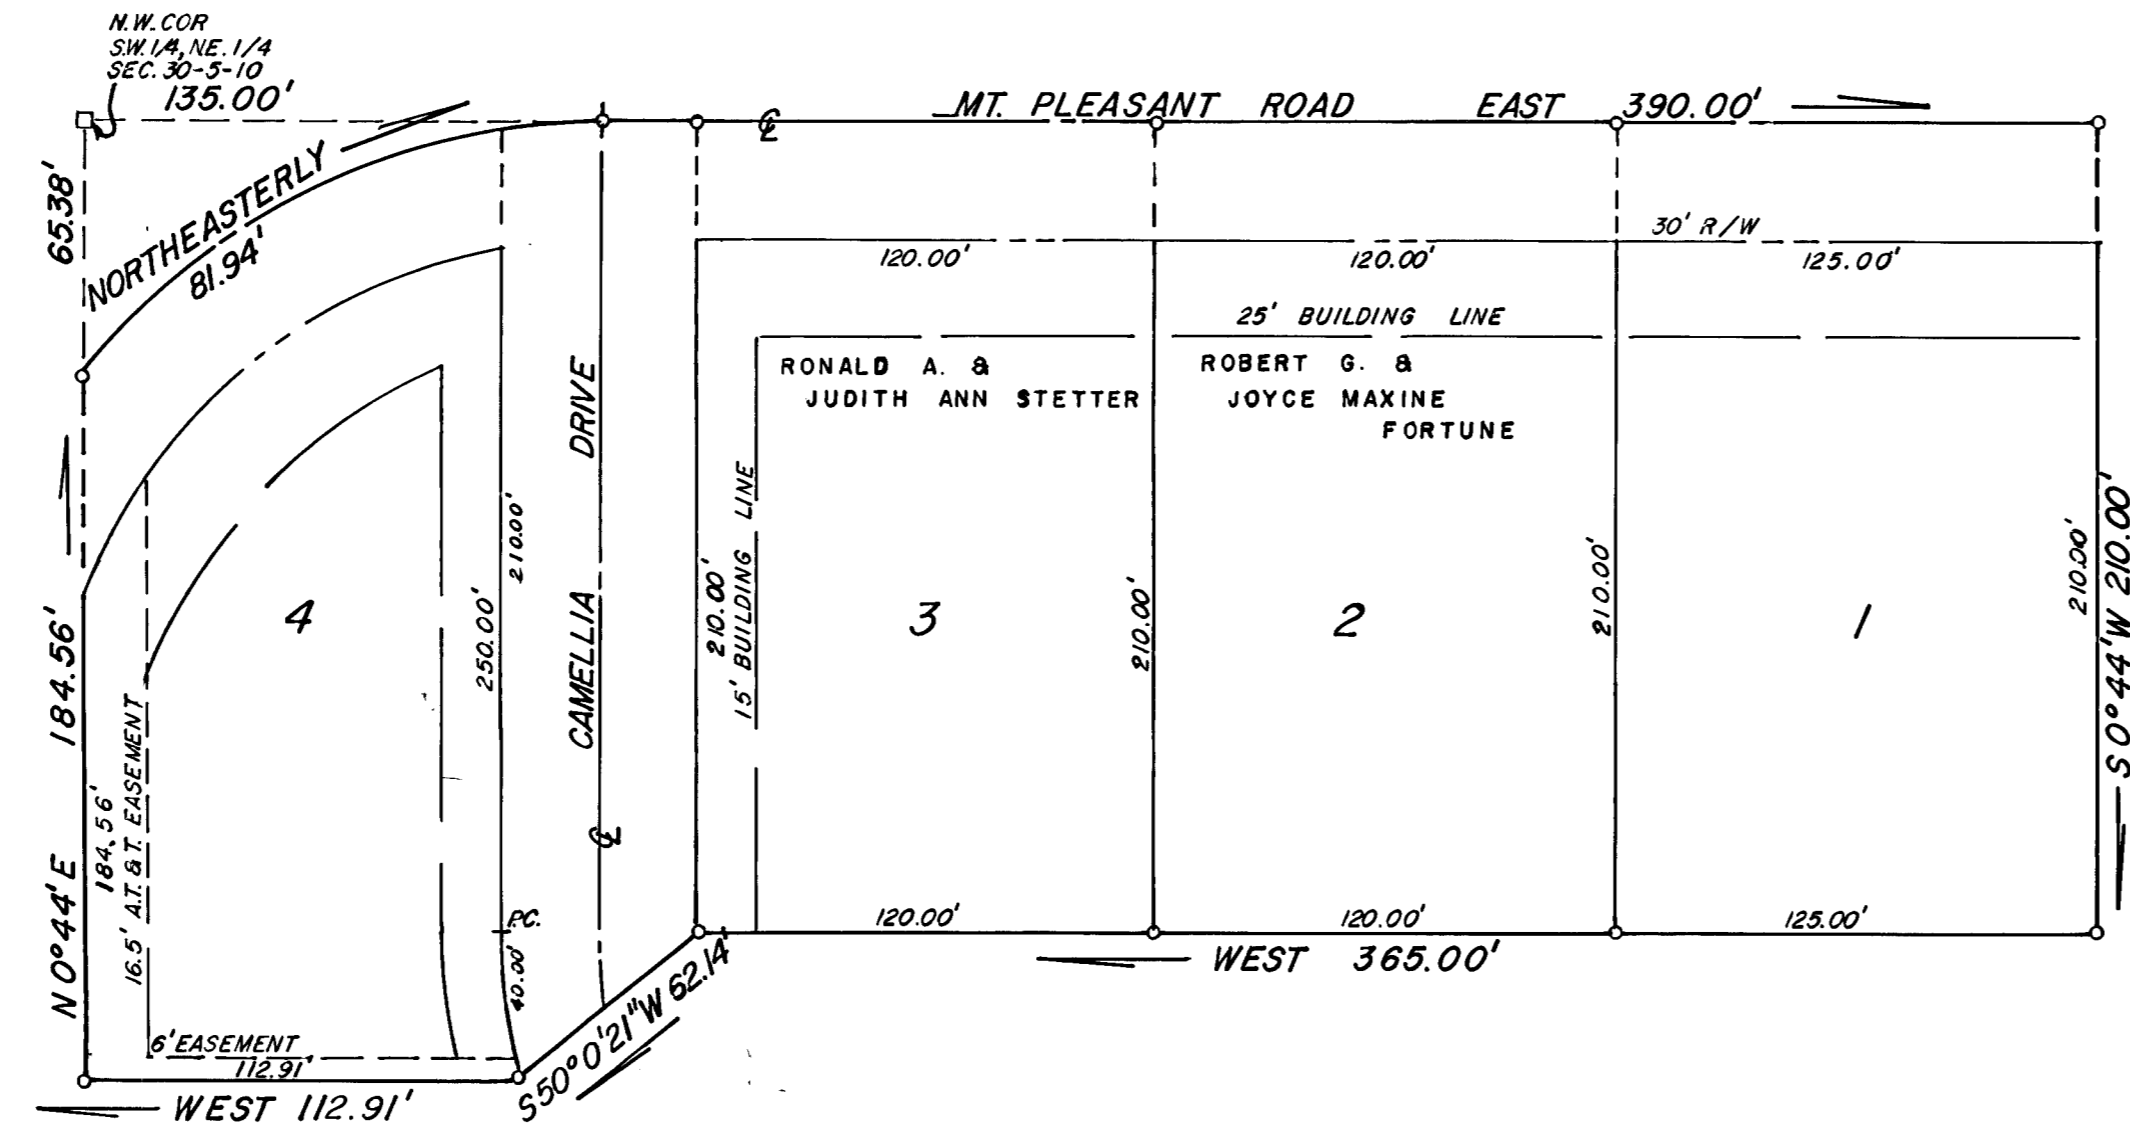 N.W. COR
S.W. 1/4, NE. 1/4
SEC. 30-5-10
135.00'
MT. PLEASANT ROAD EAST 390.00'
℄
65.38'
NORTHEASTERLY
81.94'
30' R/W
120.00' 120.00' 125.00'
25' BUILDING LINE
RONALD A. &
JUDITH ANN STETTER
ROBERT G. &
JOYCE MAXINE
FORTUNE
CAMELLIA DRIVE
℄
15' BUILDING LINE
210.00'
250.00'
210.00'
210.00'
210.00'
210.00'
S 0°44' W 210.00'
4
3
2
1
184.56'
N 0°44' E
184.56'
16.5' A.T. & T. EASEMENT
P.C.
40.00'
120.00' 120.00' 125.00'
WEST 365.00'
S 50°0'21" W 62.14'
6' EASEMENT
112.91'
WEST 112.91'